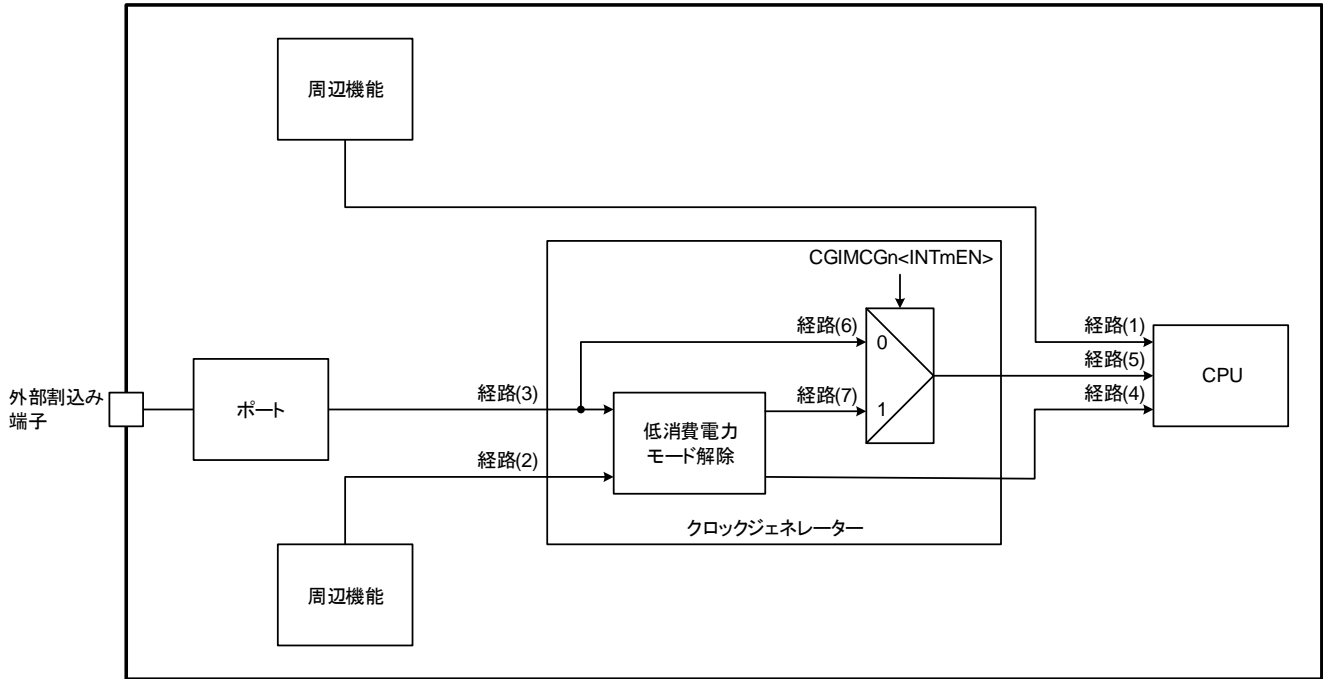 周辺機能
CGIMCGn<INTmEN>
経路(6)
0
経路(1)
経路(5)
CPU
経路(4)
外部割込み
端子
ポート
経路(3)
経路(7)
1
低消費電力
モード解除
経路(2)
クロックジェネレーター
周辺機能